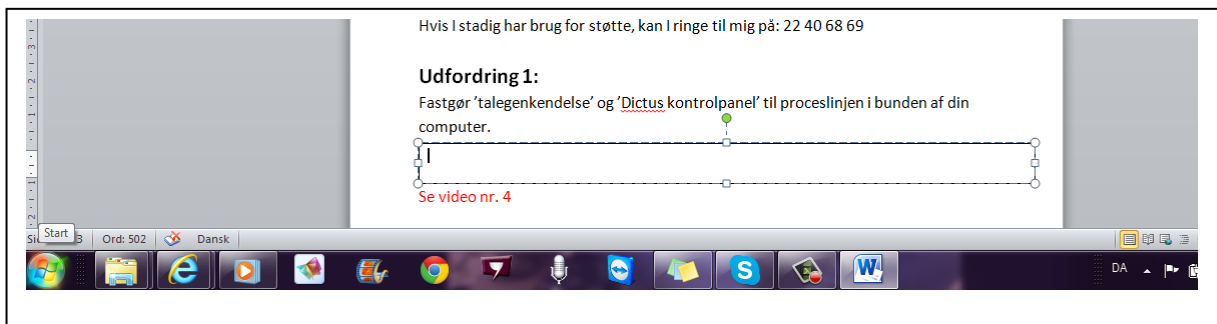 Hvis I stadig har brug for støtte, kan I ringe til mig på: 22 40 68 69
Udfordring 1:
Fastgør ’talegenkendelse’ og ’Dictus kontrolpanel’ til proceslinjen i bunden af din
computer.
Se video nr. 4
Start
Ord: 502 Dansk
DA